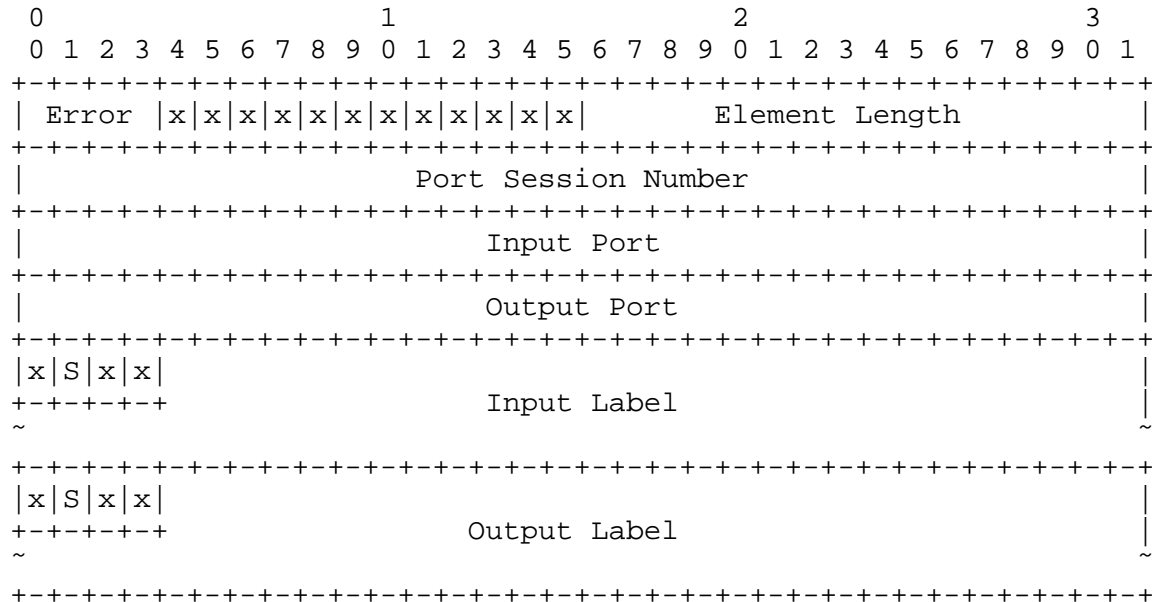 0                   1                   2                   3
 0 1 2 3 4 5 6 7 8 9 0 1 2 3 4 5 6 7 8 9 0 1 2 3 4 5 6 7 8 9 0 1
+-+-+-+-+-+-+-+-+-+-+-+-+-+-+-+-+-+-+-+-+-+-+-+-+-+-+-+-+-+-+-+-+
| Error |x|x|x|x|x|x|x|x|x|x|x|x|       Element Length          |
+-+-+-+-+-+-+-+-+-+-+-+-+-+-+-+-+-+-+-+-+-+-+-+-+-+-+-+-+-+-+-+-+
|                      Port Session Number                      |
+-+-+-+-+-+-+-+-+-+-+-+-+-+-+-+-+-+-+-+-+-+-+-+-+-+-+-+-+-+-+-+-+
|                          Input Port                           |
+-+-+-+-+-+-+-+-+-+-+-+-+-+-+-+-+-+-+-+-+-+-+-+-+-+-+-+-+-+-+-+-+
|                          Output Port                          |
+-+-+-+-+-+-+-+-+-+-+-+-+-+-+-+-+-+-+-+-+-+-+-+-+-+-+-+-+-+-+-+-+
|x|S|x|x|                                                       |
+-+-+-+-+                  Input Label                          |
~                                                               ~
+-+-+-+-+-+-+-+-+-+-+-+-+-+-+-+-+-+-+-+-+-+-+-+-+-+-+-+-+-+-+-+-+
|x|S|x|x|                                                       |
+-+-+-+-+                 Output Label                          |
~                                                               ~
+-+-+-+-+-+-+-+-+-+-+-+-+-+-+-+-+-+-+-+-+-+-+-+-+-+-+-+-+-+-+-+-+